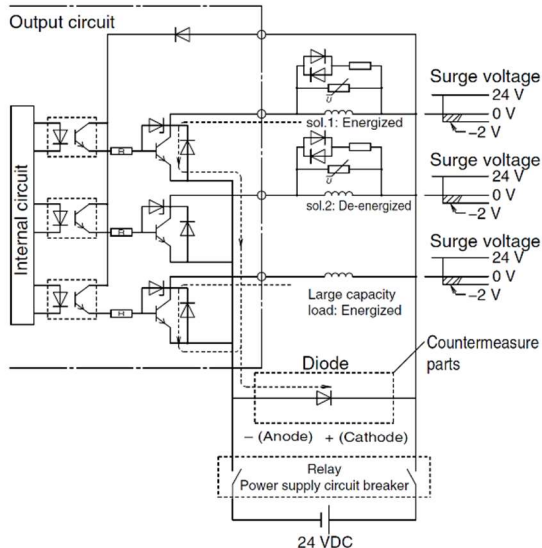 Output circuit
Internal circuit
R
R
R
sol.1: Energized
sol.2: De-energized
Large capacity
load: Energized
Surge voltage
24 V
0 V
-2 V
Surge voltage
24 V
0 V
-2 V
Surge voltage
24 V
0 V
-2 V
Countermeasure
parts
Diode
- (Anode) + (Cathode)
Relay
Power supply circuit breaker
24 VDC